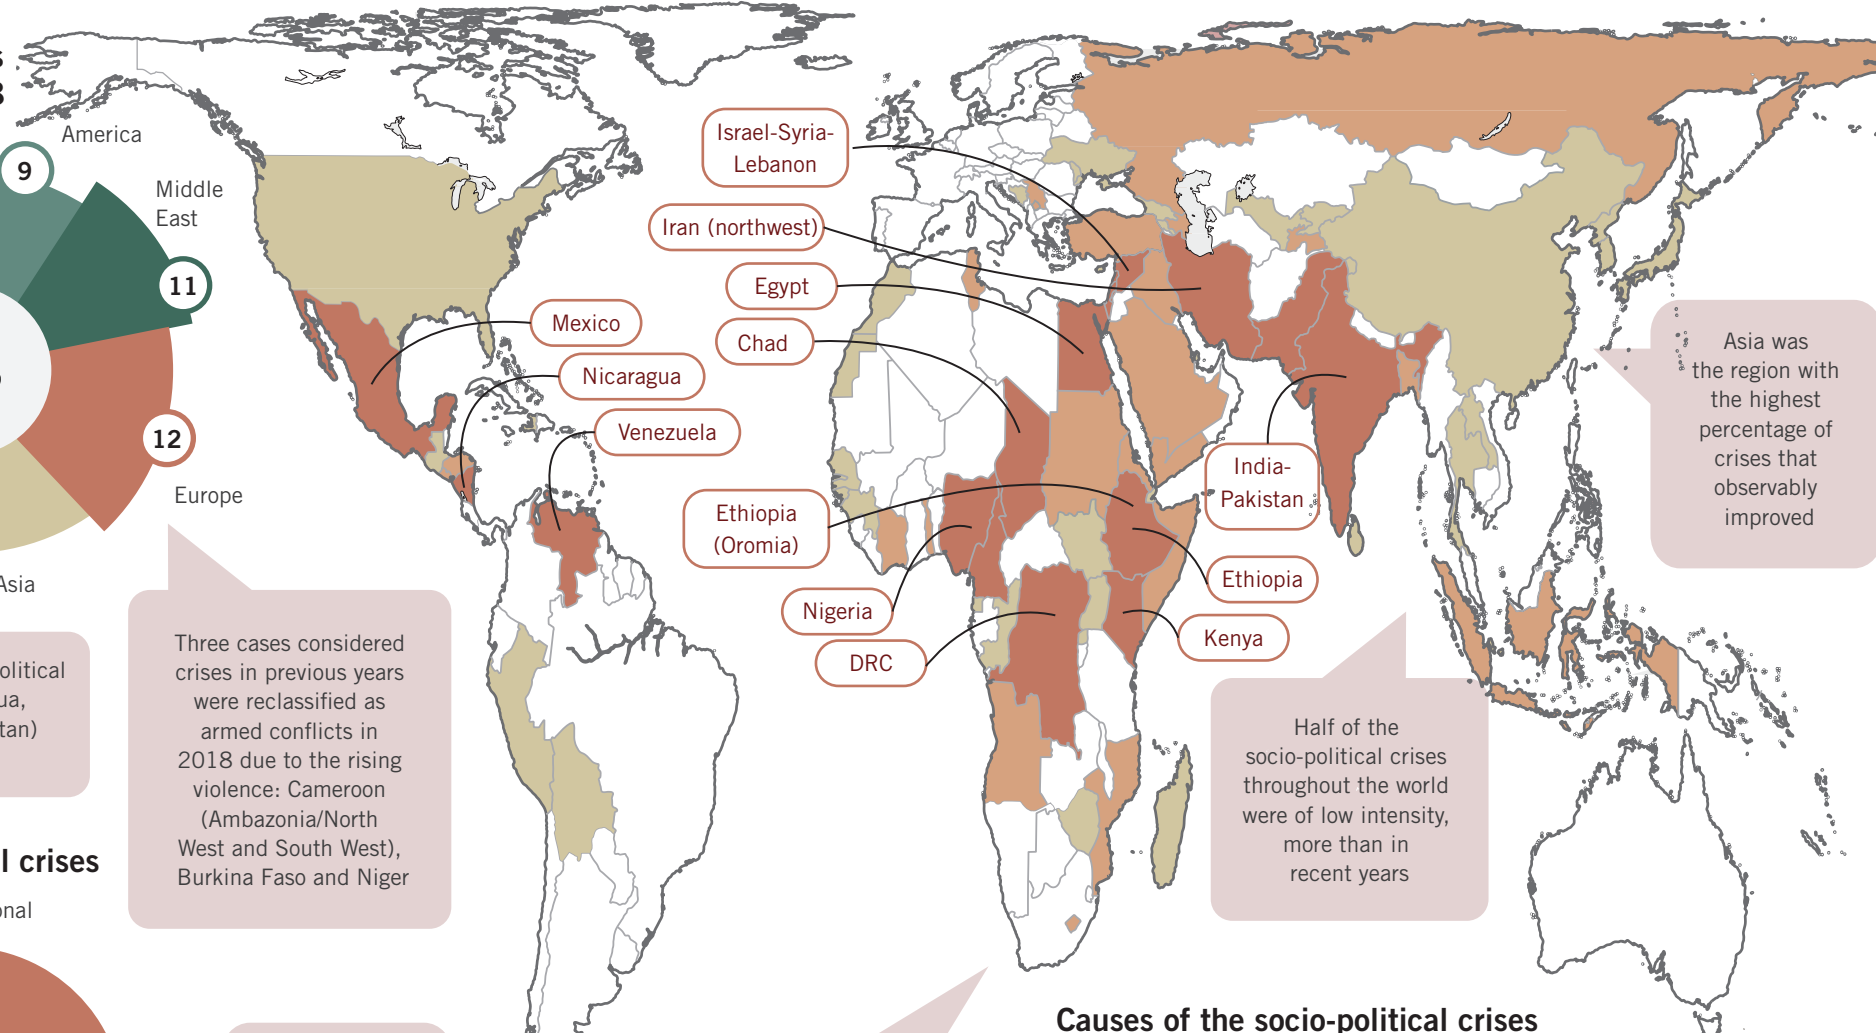 America
9
Middle
East
11
12
Europe
Asia
Three cases considered
crises in previous years
were reclassified as
armed conflicts in
2018 due to the rising
violence: Cameroon
(Ambazonia/North
West and South West),
Burkina Faso and Niger
Mexico
Nicaragua
Venezuela
Israel-Syria-
Lebanon
Iran (northwest)
Egypt
Chad
Ethiopia
(Oromia)
Nigeria
DRC
India-
Pakistan
Ethiopia
Kenya
Asia was
the region with
the highest
percentage of
crises that
observably
improved
Half of the
socio-political crises
throughout the world
were of low intensity,
more than in
recent years
crises
Causes of the socio-political crises